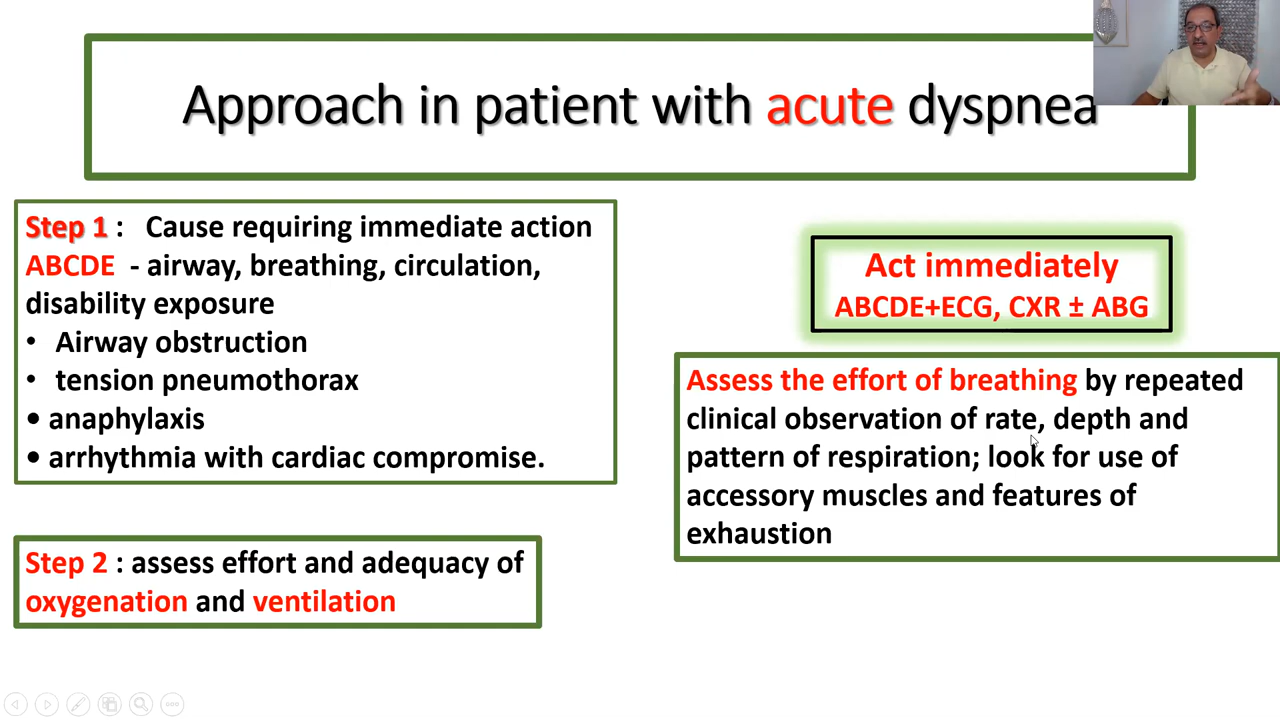 Approach in patient with acute dyspnea
Step 1 : Cause requiring immediate action
ABCDE - airway, breathing, circulation,
disability exposure
• Airway obstruction
• tension pneumothorax
• anaphylaxis
• arrhythmia with cardiac compromise.
Step 2 : assess effort and adequacy of
oxygenation and ventilation
Act immediately
ABCDE+ECG, CXR ± ABG
Assess the effort of breathing by repeated
clinical observation of rate, depth and
pattern of respiration; look for use of
accessory muscles and features of
exhaustion